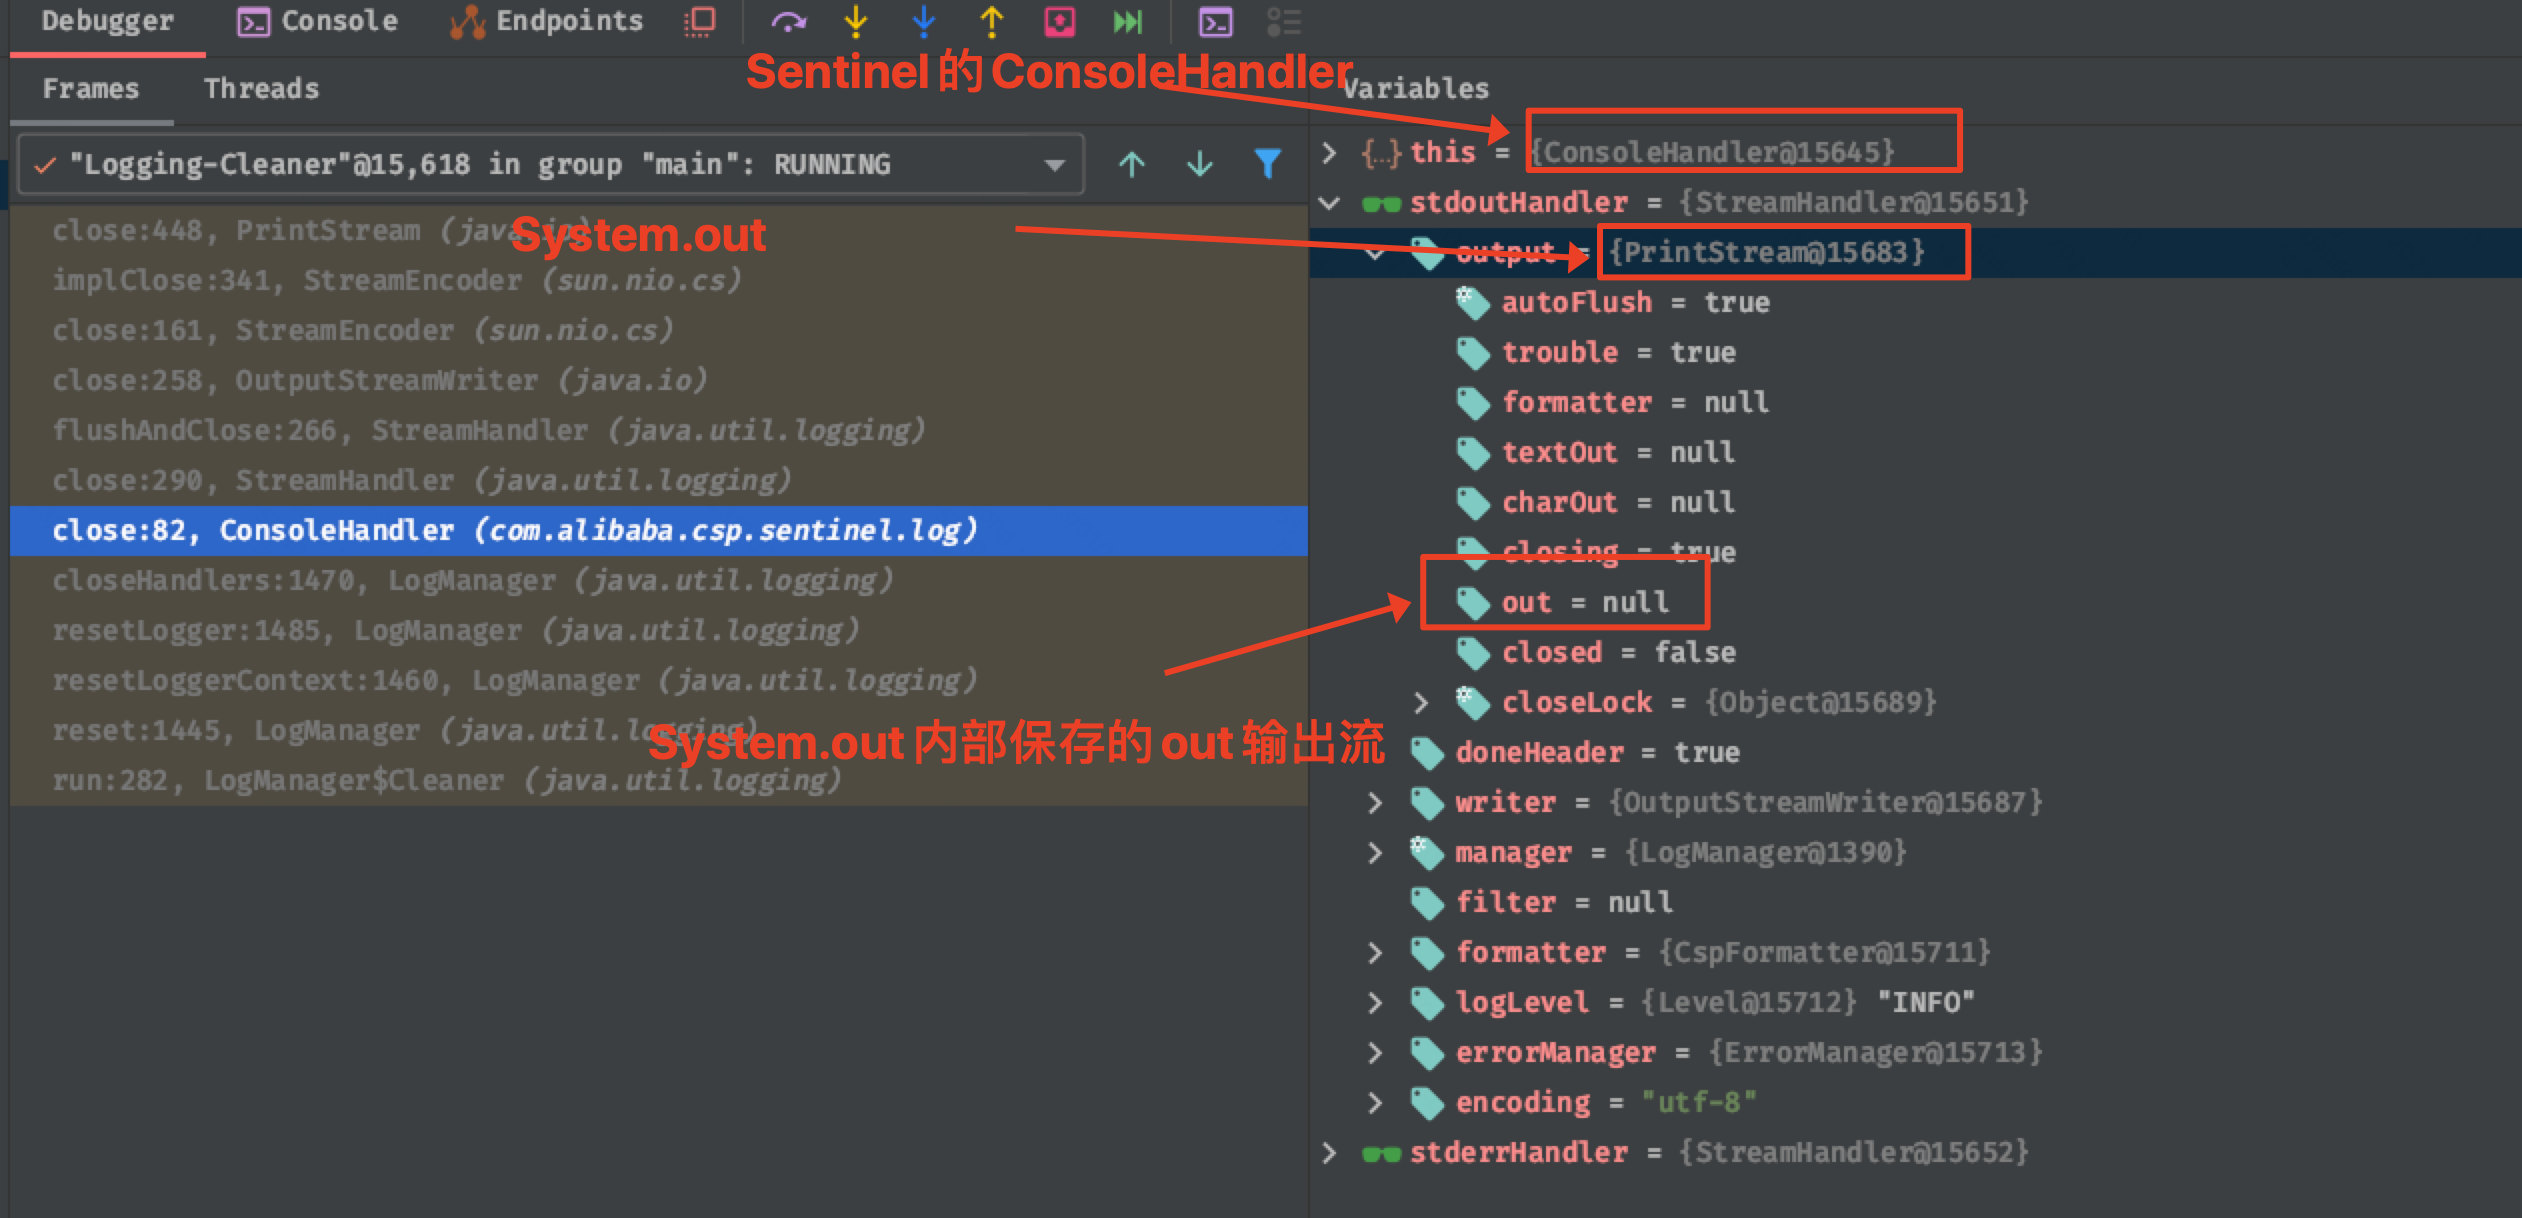 Debugger Console Endpoints
Sentinel 的 ConsoleHandler
Frames Threads
Variables
"Logging-Cleaner"@15,618 in group "main": RUNNING
System.out
close:448, PrintStream (java.io)
implClose:341, StreamEncoder (sun.nio.cs)
close:161, StreamEncoder (sun.nio.cs)
close:258, OutputStreamWriter (java.io)
flushAndClose:266, StreamHandler (java.util.logging)
close:290, StreamHandler (java.util.logging)
close:82, ConsoleHandler (com.alibaba.csp.sentinel.log)
closeHandlers:1470, LogManager (java.util.logging)
resetLogger:1485, LogManager (java.util.logging)
resetLoggerContext:1460, LogManager (java.util.logging)
reset:1445, LogManager (java.util.logging)
System.out 内部保存的 out 输出流
run:282, LogManager$Cleaner (java.util.logging)
this = {ConsoleHandler@15645}
stdoutHandler = {StreamHandler@15651}
output = {PrintStream@15683}
autoFlush = true
trouble = true
formatter = null
textOut = null
charOut = null
closing = true
out = null
closed = false
closeLock = {Object@15689}
doneHeader = true
writer = {OutputStreamWriter@15687}
manager = {LogManager@1390}
filter = null
formatter = {CspFormatter@15711}
logLevel = {Level@15712} "INFO"
errorManager = {ErrorManager@15713}
encoding = "utf-8"
stderrHandler = {StreamHandler@15652}